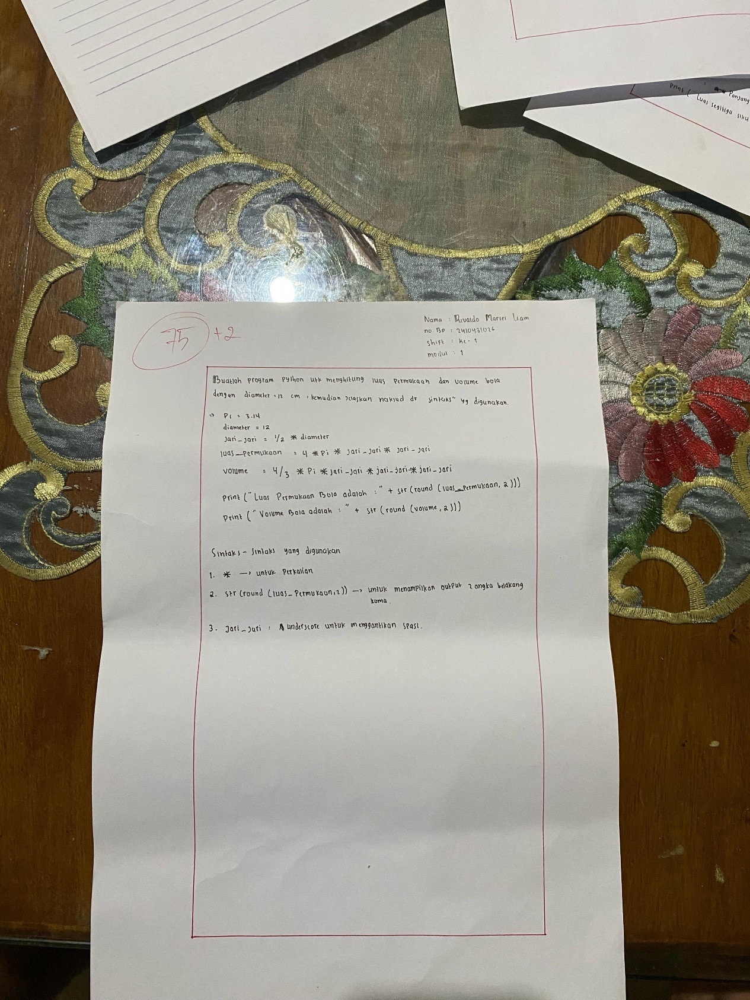 Print ( Luas segitiga siku
Panjang
75 +2
Nama : Rivaldo Marsel Liam
no. BP : 2410431026
shift : ke - 1
modul : 1
Buatlah program python utk menghitung luas permukaan dan volume bola
dengan diameter = 12 cm , kemudian jelaskan maksud dr sintaks" yg digunakan.
=> Pi = 3.14
diameter = 12
jari_jari = 1/2 * diameter
luas_Permukaan = 4 * Pi * jari_jari * jari_jari
volume = 4/3 * Pi * jari_jari * jari_jari * jari_jari
Print ("Luas Permukaan Bola adalah :" + str (round (luas_Permukaan, 2)))
Print (" Volume Bola adalah : " + str (round (volume, 2)))
Sintaks - Sintaks yang digunakan
1. * —> untuk Perkalian
2. str (round (luas_Permukaan,2)) —> untuk menampilkan output 2 angka belakang
koma.
3. jari_jari : underscore untuk menggantikan spasi.